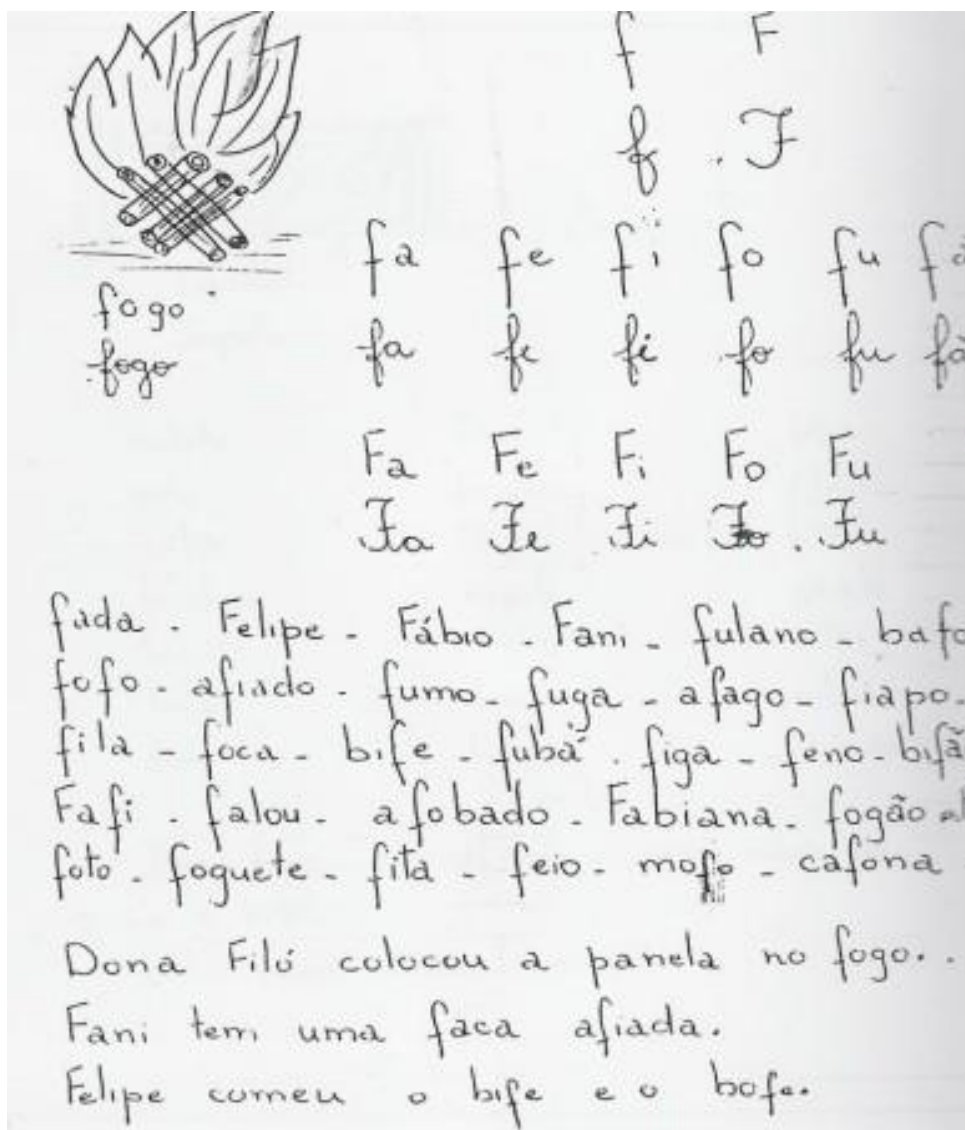 f F
f F
fa fe fi fo fu
fogo
fa fe fi fo fu
fogo
Fa Fe Fi Fo Fu
Fa Fe Fi Fo Fu
fada - Felipe - Fábio - Fani - fulano - bafo
fofo - afiado - fumo - fuga - afago - fiapo -
fila - foca - bife - fubá - figa - feno -
Fafi - falou - afobado - Fabiana - fogão
foto - foguete - fita - feio - mofo - cafona
Dona Filó colocou a panela no fogo.
Fani tem uma faca afiada.
Felipe comeu o bife e o bofe.